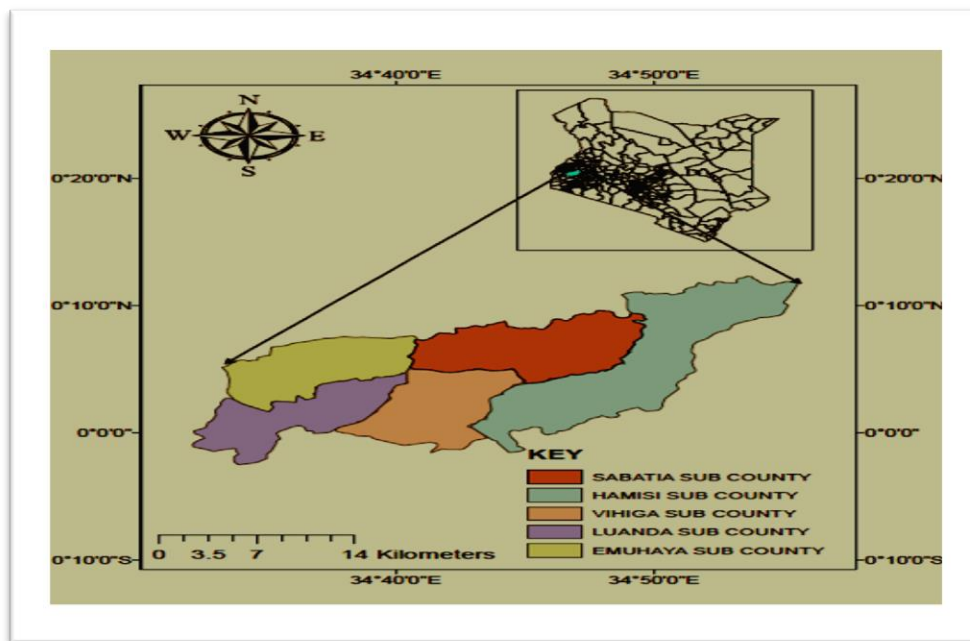 34°40'0"E 34°50'0"E
N
W E
S
0°20'0"N 0°20'0"N
0°10'0"N 0°10'0"N
0°0'0" 0°0'0"
KEY
SABATIA SUB COUNTY
HAMISI SUB COUNTY
VIHIGA SUB COUNTY
LUANDA SUB COUNTY
EMUHAYA SUB COUNTY
0 3.5 7 14 Kilometers
0°10'0"S 0°10'0"S
34°40'0"E 34°50'0"E